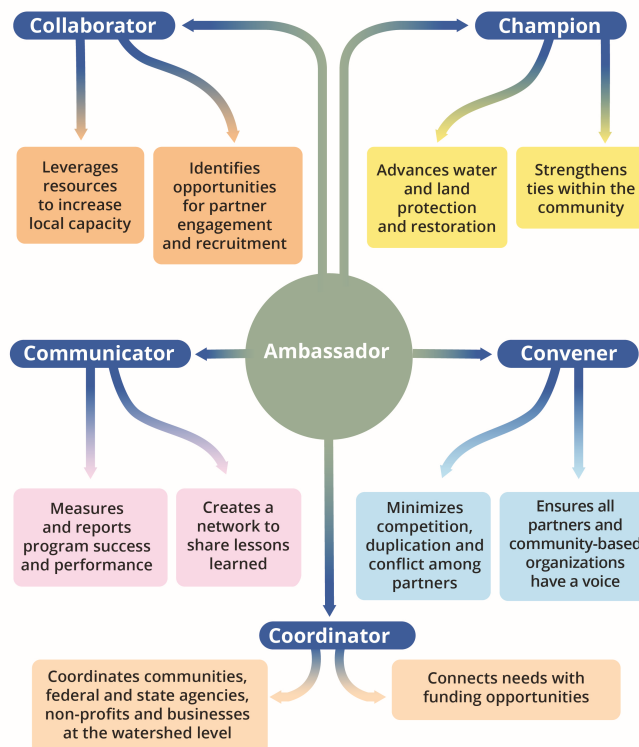 Collaborator
Champion
Leverages
resources
to increase
local capacity
Identifies
opportunities
for partner
engagement
and recruitment
Advances water
and land
protection
and restoration
Strengthens
ties within the
community
Ambassador
Communicator
Convener
Measures
and reports
program success
and performance
Creates a
network to
share lessons
learned
Minimizes
competition,
duplication and
conflict among
partners
Ensures all
partners and
community-based
organizations
have a voice
Coordinator
Coordinates communities,
federal and state agencies,
non-profits and businesses
at the watershed level
Connects needs with
funding opportunities